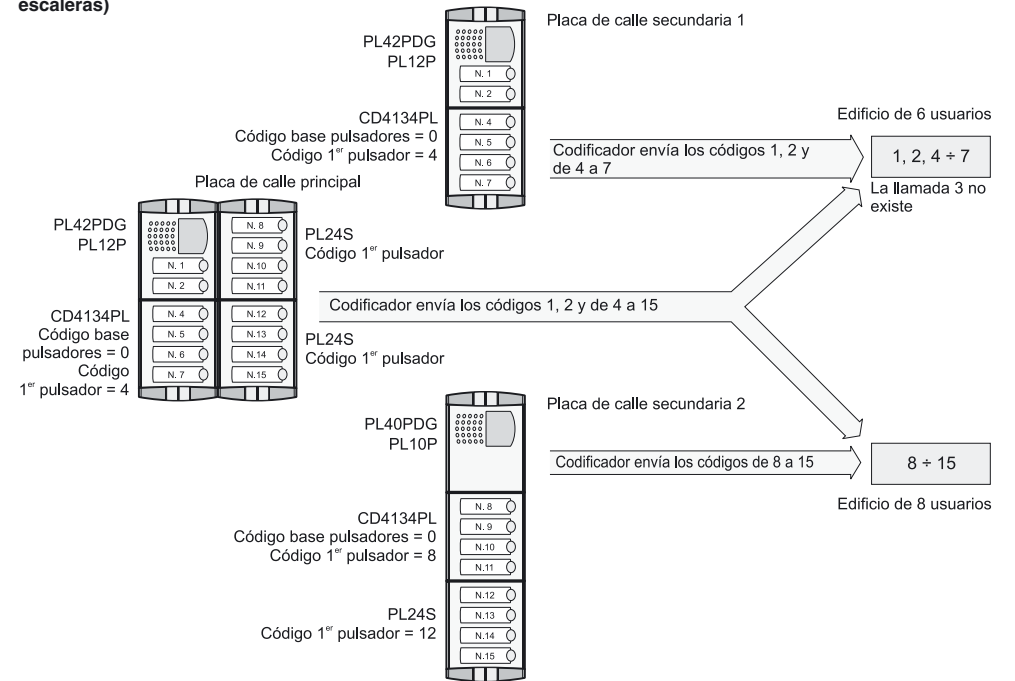 escaleras)
Placa de calle secundaria 1
PL42PDG
PL12P
N. 1
N. 2
CD4134PL
Código base pulsadores = 0
Código 1er pulsador = 4
N. 4
N. 5
N. 6
N. 7
Codificador envía los códigos 1, 2 y
de 4 a 7
Edificio de 6 usuarios
1, 2, 4 ÷ 7
La llamada 3 no
existe
Placa de calle principal
PL42PDG
PL12P
N. 1
N. 2
N. 8
N. 9
N.10
N.11
PL24S
Código 1er pulsador
CD4134PL
Código base
pulsadores = 0
Código
1er pulsador = 4
N. 4
N. 5
N. 6
N. 7
N.12
N.13
N.14
N.15
PL24S
Código 1er pulsador
Codificador envía los códigos 1, 2 y de 4 a 15
Placa de calle secundaria 2
PL40PDG
PL10P
Codificador envía los códigos de 8 a 15
8 ÷ 15
Edificio de 8 usuarios
CD4134PL
Código base pulsadores = 0
Código 1er pulsador = 8
N. 8
N. 9
N.10
N.11
PL24S
Código 1er pulsador = 12
N.12
N.13
N.14
N.15